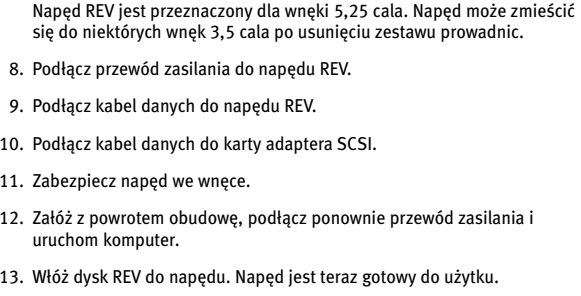 Napęd REV jest przeznaczony dla wnęki 5,25 cala. Napęd może zmieścić
się do niektórych wnęk 3,5 cala po usunięciu zestawu prowadnic.
8. Podłącz przewód zasilania do napędu REV.
9. Podłącz kabel danych do napędu REV.
10. Podłącz kabel danych do karty adaptera SCSI.
11. Zabezpiecz napęd we wnęce.
12. Załóż z powrotem obudowę, podłącz ponownie przewód zasilania i
uruchom komputer.
13. Włóż dysk REV do napędu. Napęd jest teraz gotowy do użytku.